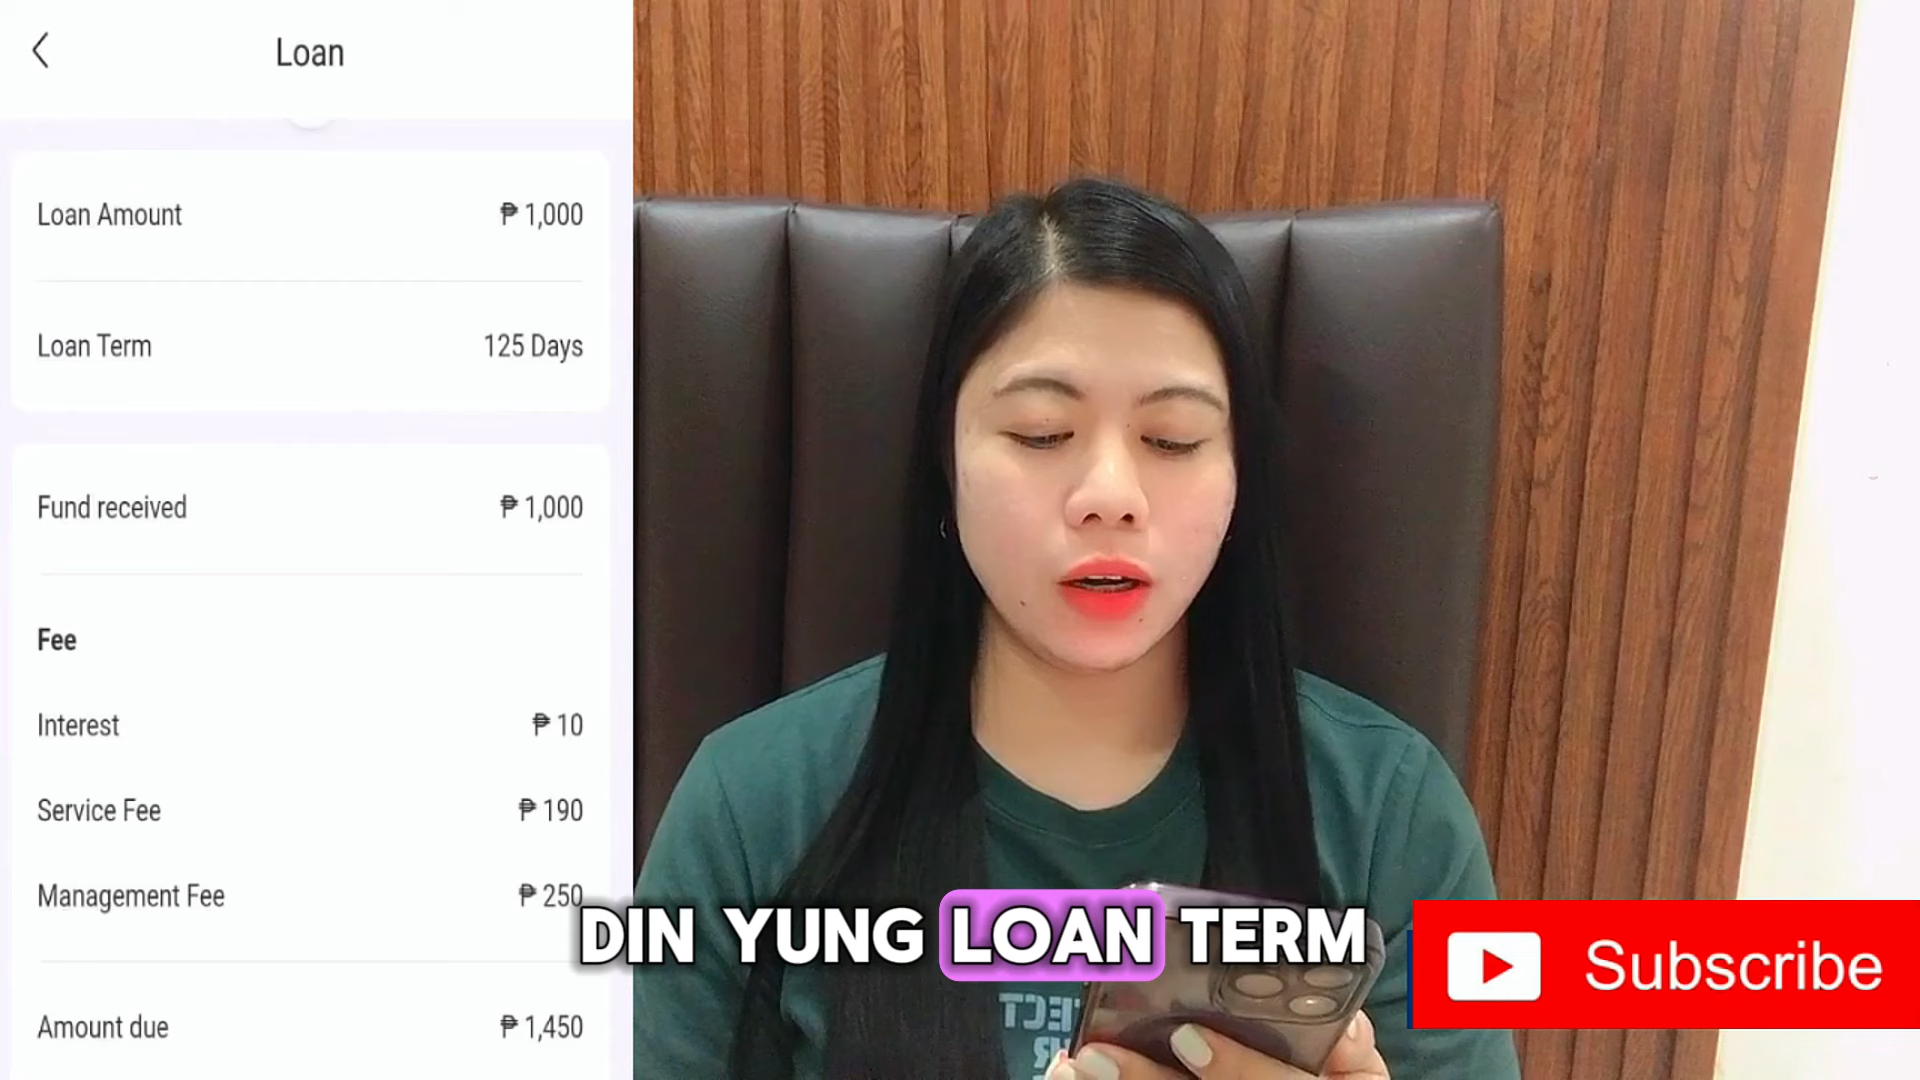 Loan
Loan Amount ₱ 1,000
Loan Term 125 Days
Fund received ₱ 1,000
Fee
Interest ₱ 10
Service Fee ₱ 190
Management Fee ₱ 250
Amount due ₱ 1,450
DIN YUNG LOAN TERM
Subscribe